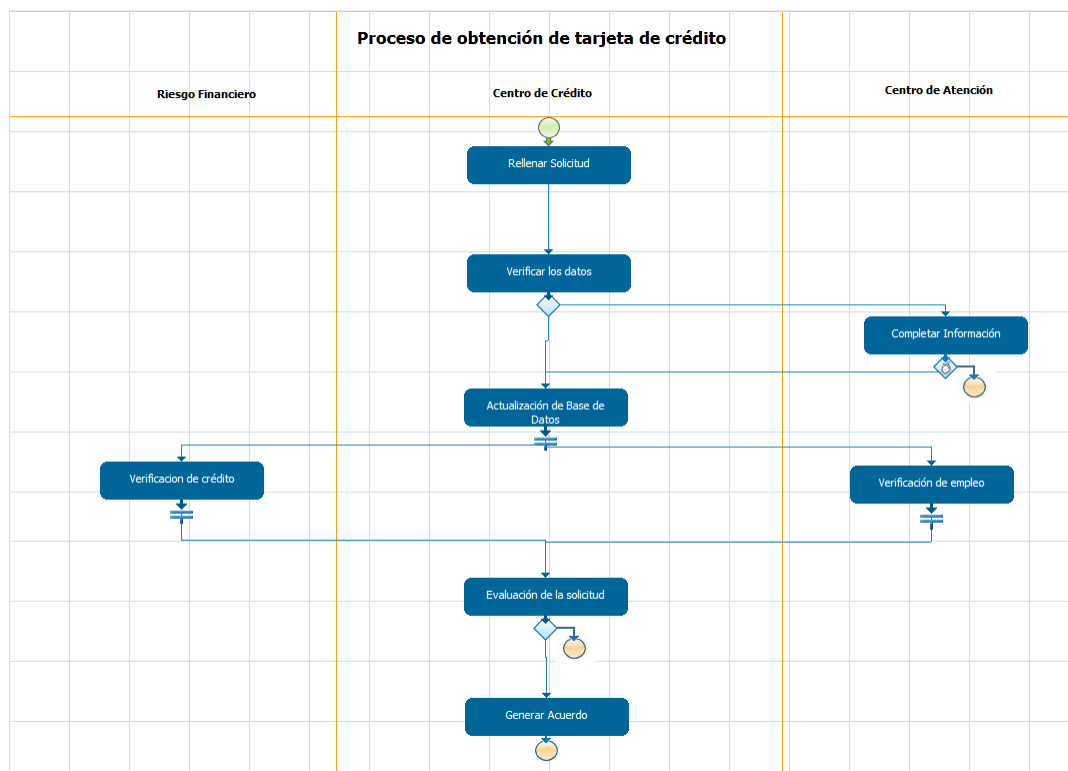 Proceso de obtención de tarjeta de crédito
Riesgo Financiero
Centro de Crédito
Centro de Atención
Rellenar Solicitud
Verificar los datos
Completar Información
Actualización de Base de
Datos
Verificacion de crédito
Verificación de empleo
Evaluación de la solicitud
Generar Acuerdo